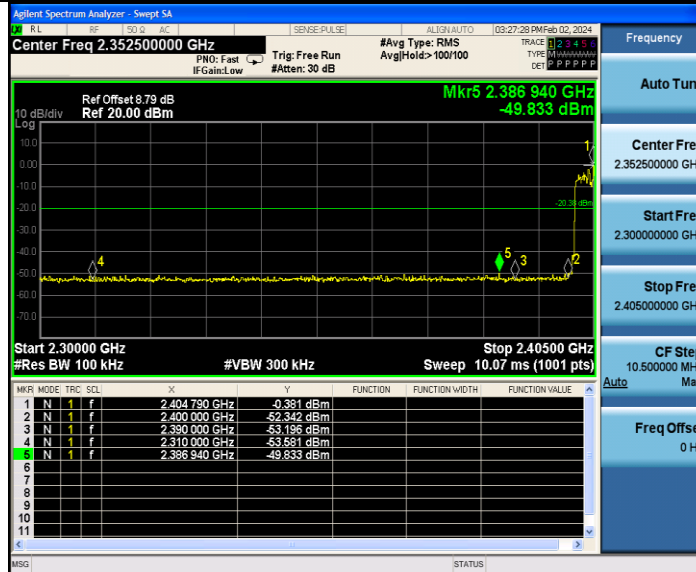 Agilent Spectrum Analyzer - Swept SA
RL RF 50 Ω AC SENSE:PULSE ALIGNAUTO 03:27:28 PM Feb 02, 2024
Center Freq 2.352500000 GHz #Avg Type: RMS TRACE 1 2 3 4 5 6
PNO: Fast Trig: Free Run Avg|Hold:> 100/100 TYPE M
IFGain:Low #Atten: 30 dB DET P P P P P P
Mkr5 2.386 940 GHz
Ref Offset 8.79 dB -49.833 dBm
10 dB/div Ref 20.00 dBm
Log
10.0
0.00
-10.0
-20.0
-30.0
-40.0
-50.0
-60.0
-70.0
1
-20.38 dBm
4 5 3 2
Start 2.30000 GHz Stop 2.40500 GHz
#Res BW 100 kHz #VBW 300 kHz Sweep 10.07 ms (1001 pts)
MKR MODE TRC SCL X Y FUNCTION FUNCTION WIDTH FUNCTION VALUE
1 N 1 f 2.404 790 GHz -0.381 dBm
2 N 1 f 2.400 000 GHz -52.342 dBm
3 N 1 f 2.390 000 GHz -53.196 dBm
4 N 1 f 2.310 000 GHz -53.581 dBm
5 N 1 f 2.386 940 GHz -49.833 dBm
6
7
8
9
10
11
MSG STATUS
Frequency
Auto Tun
Center Fre
2.352500000 GH
Start Fre
2.300000000 GH
Stop Fre
2.405000000 GH
CF Ste
10.500000 MH
Auto Ma
Freq Offse
0 H